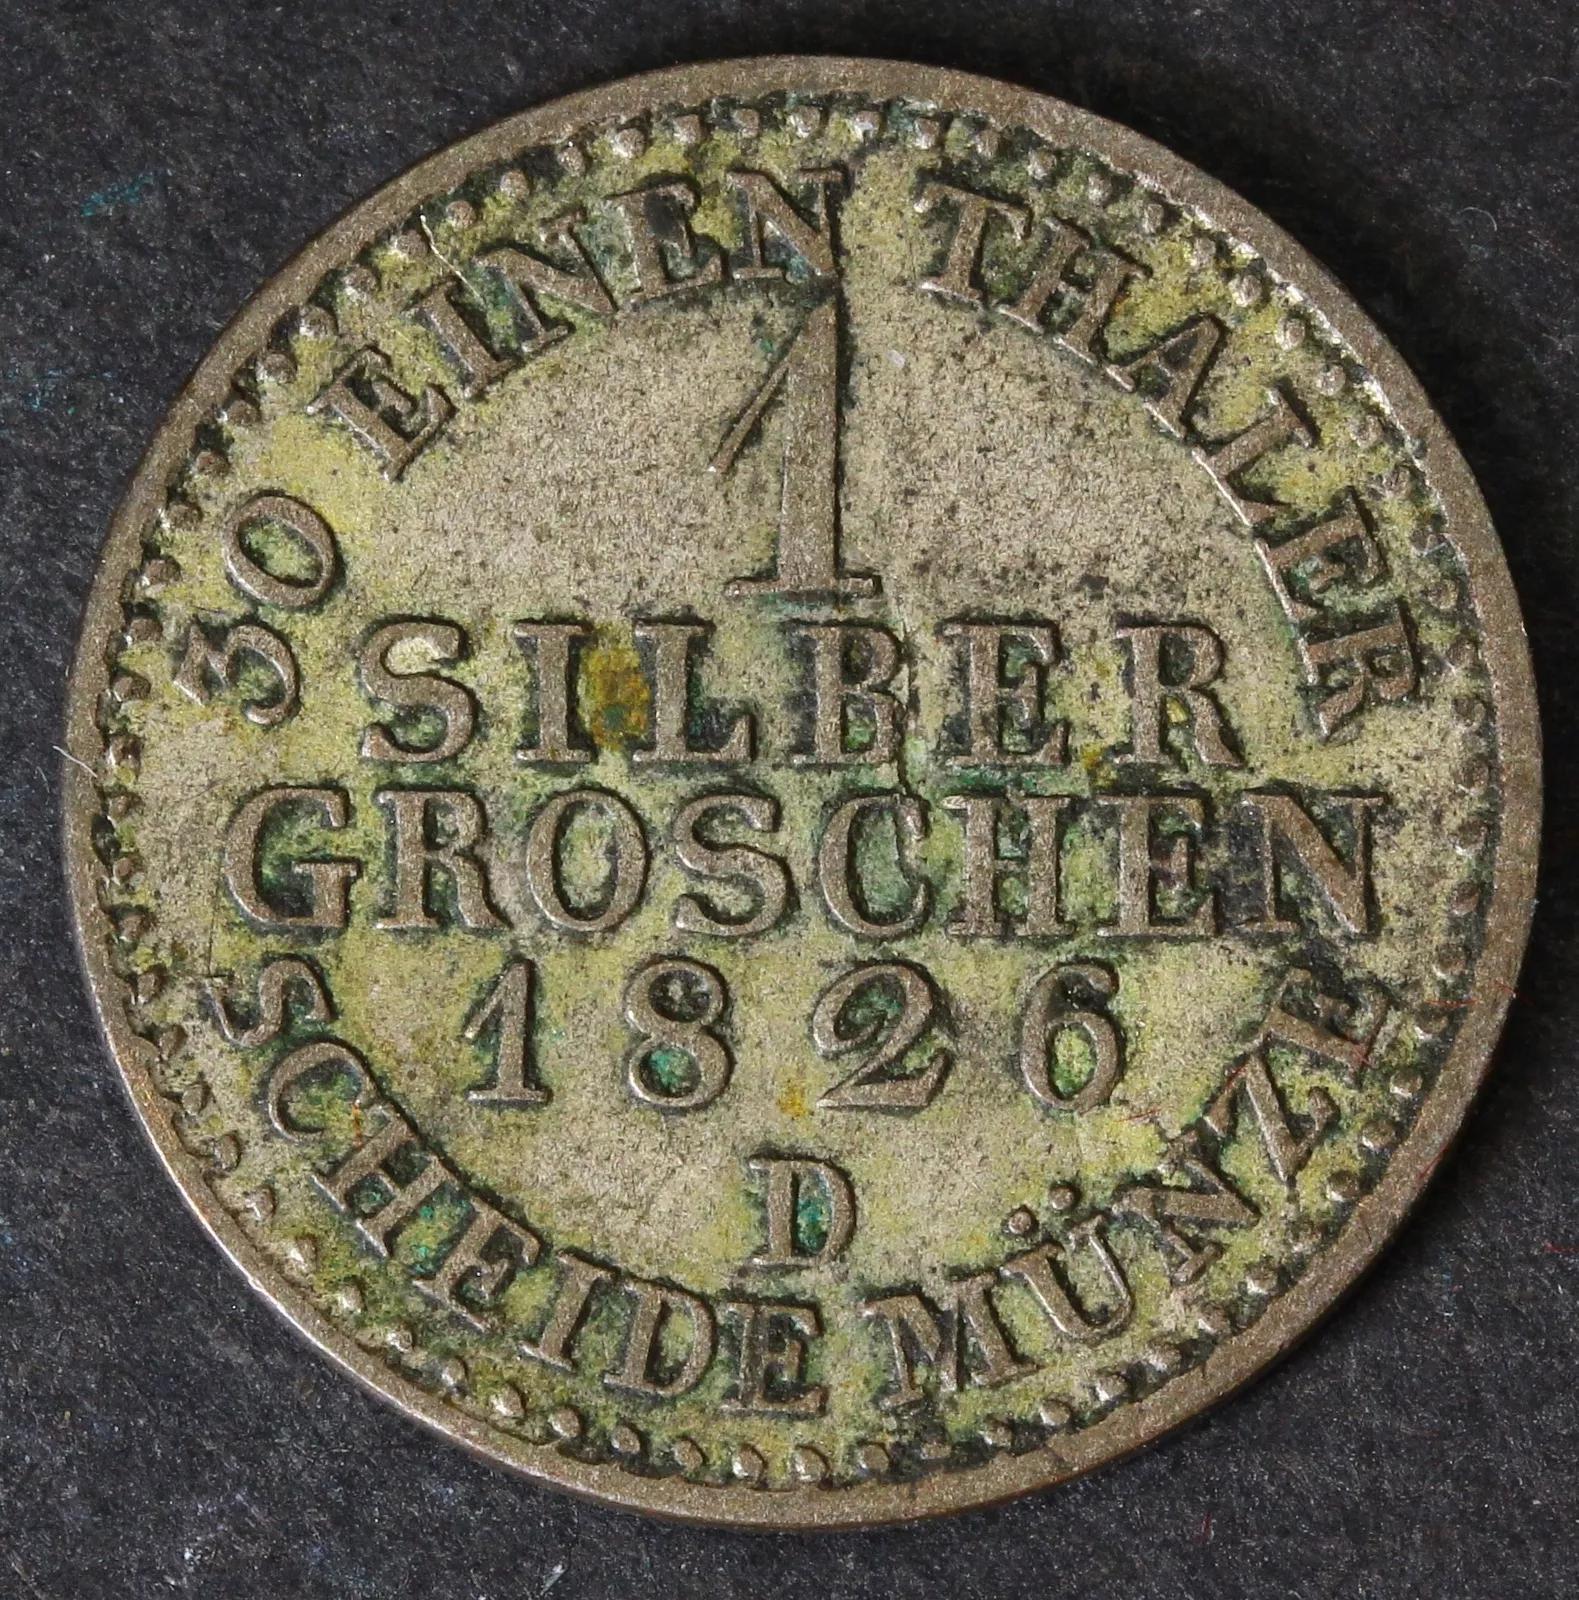 30 EINEN THALER
1
SILBER
GROSCHEN
1826
D
SCHEIDE MÜNZE